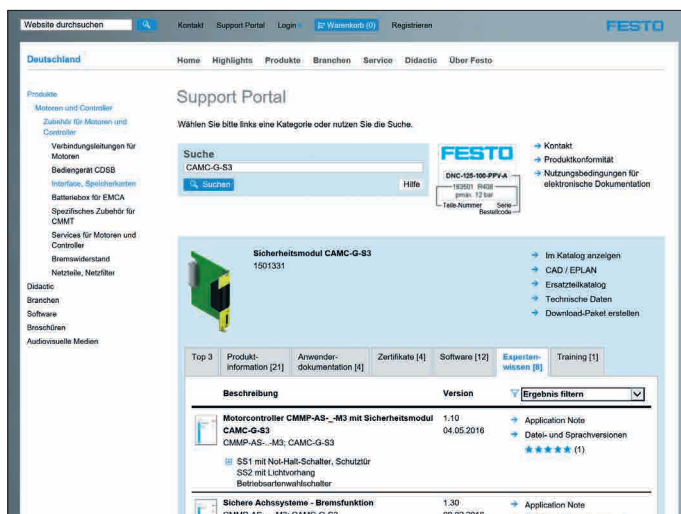 Website durchsuchen
Kontakt Support Portal Login Warenkorb (0) Registrieren
FESTO
Deutschland
Home Highlights Produkte Branchen Service Didactic Über Festo
Produkte
Motoren und Controller
Zubehör für Motoren und
Controller
Verbindungsleitungen für
Motoren
Bediengerät CDSB
Interface, Speicherkarten
Batteriebox für EMCA
Spezifisches Zubehör für
CMMT
Services für Motoren und
Controller
Bremswiderstand
Netzteile, Netzfilter
Didactic
Branchen
Software
Broschüren
Audiovisuelle Medien
Support Portal
Wählen Sie bitte links eine Kategorie oder nutzen Sie die Suche.
Suche
CAMC-G-S3
Suchen
Hilfe
FESTO
DNC-125-100-PPV-A
163501 R408
pmax. 12 bar
Teile-Nummer Serie
Bestellcode
Kontakt
Produktkonformität
Nutzungsbedingungen für
elektronische Dokumentation
Sicherheitsmodul CAMC-G-S3
1501331
Im Katalog anzeigen
CAD / EPLAN
Ersatzteilkatalog
Technische Daten
Download-Paket erstellen
Top 3
Produkt-
information [21]
Anwender-
dokumentation [4]
Zertifikate [4]
Software [12]
Experten-
wissen [8]
Training [1]
Beschreibung Version Ergebnis filtern
Motorcontroller CMMP-AS-_-M3 mit Sicherheitsmodul
CAMC-G-S3
CMMP-AS-..-M3; CAMC-G-S3
SS1 mit Not-Halt-Schalter, Schutztür
SS2 mit Lichtvorhang
Betriebsartenwahlschalter
1.10
04.05.2016
Application Note
Datei- und Sprachversionen
(1)
Sichere Achssysteme - Bremsfunktion
1.30
Application Note